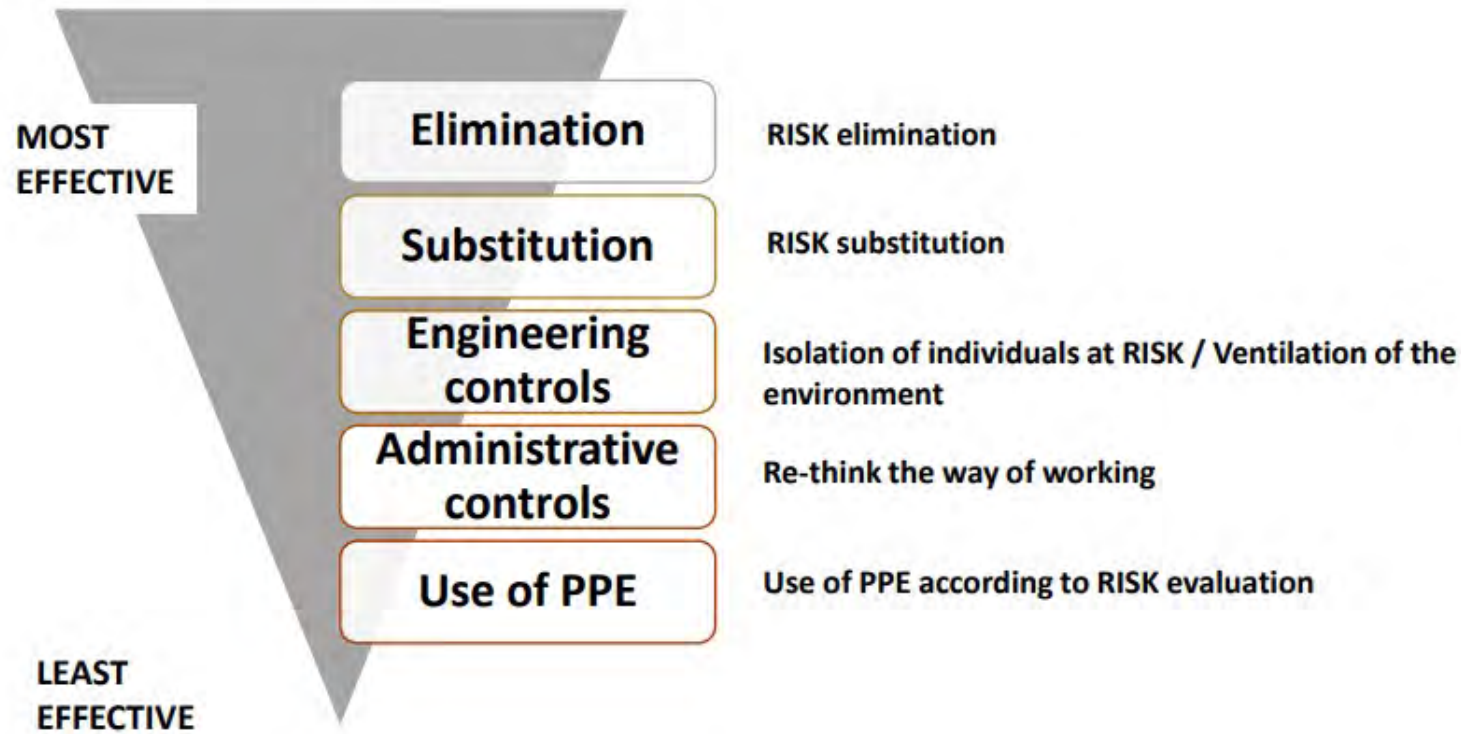 MOST
EFFECTIVE
Elimination
RISK elimination
Substitution
RISK substitution
Engineering
controls
Isolation of individuals at RISK / Ventilation of the
environment
Administrative
controls
Re-think the way of working
Use of PPE
Use of PPE according to RISK evaluation
LEAST
EFFECTIVE